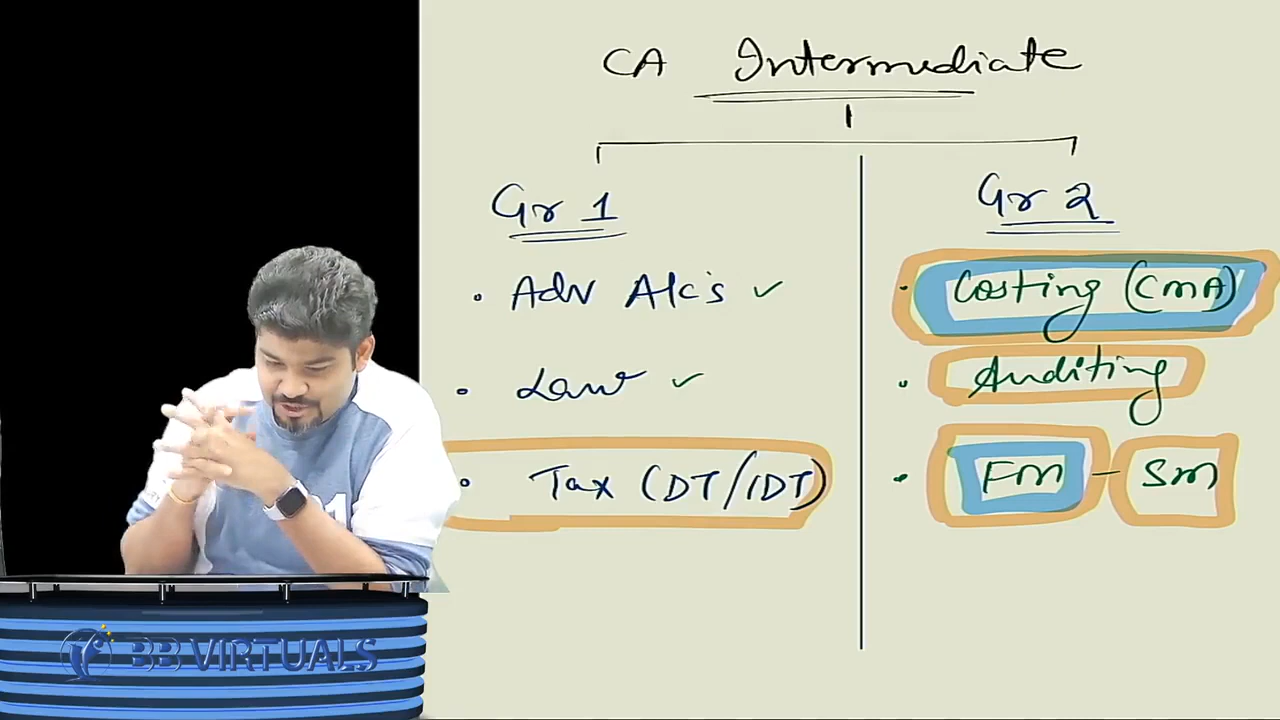 CA Intermediate
Gr 1
• Adv A/c's ✓
• Law ✓
• Tax (DT/IDT)
Gr 2
• Costing (CMA)
• Auditing
• FM - SM
BB VIRTUALS